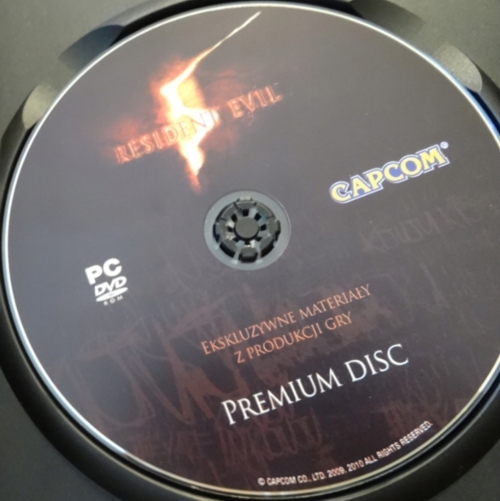 RESIDENT EVIL
5
CAPCOM®
PC
DVD
ROM
EKSKLUZYWNE MATERIAŁY
Z PRODUKCJI GRY
PREMIUM DISC
© CAPCOM CO., LTD. 2009, 2010 ALL RIGHTS RESERVED.